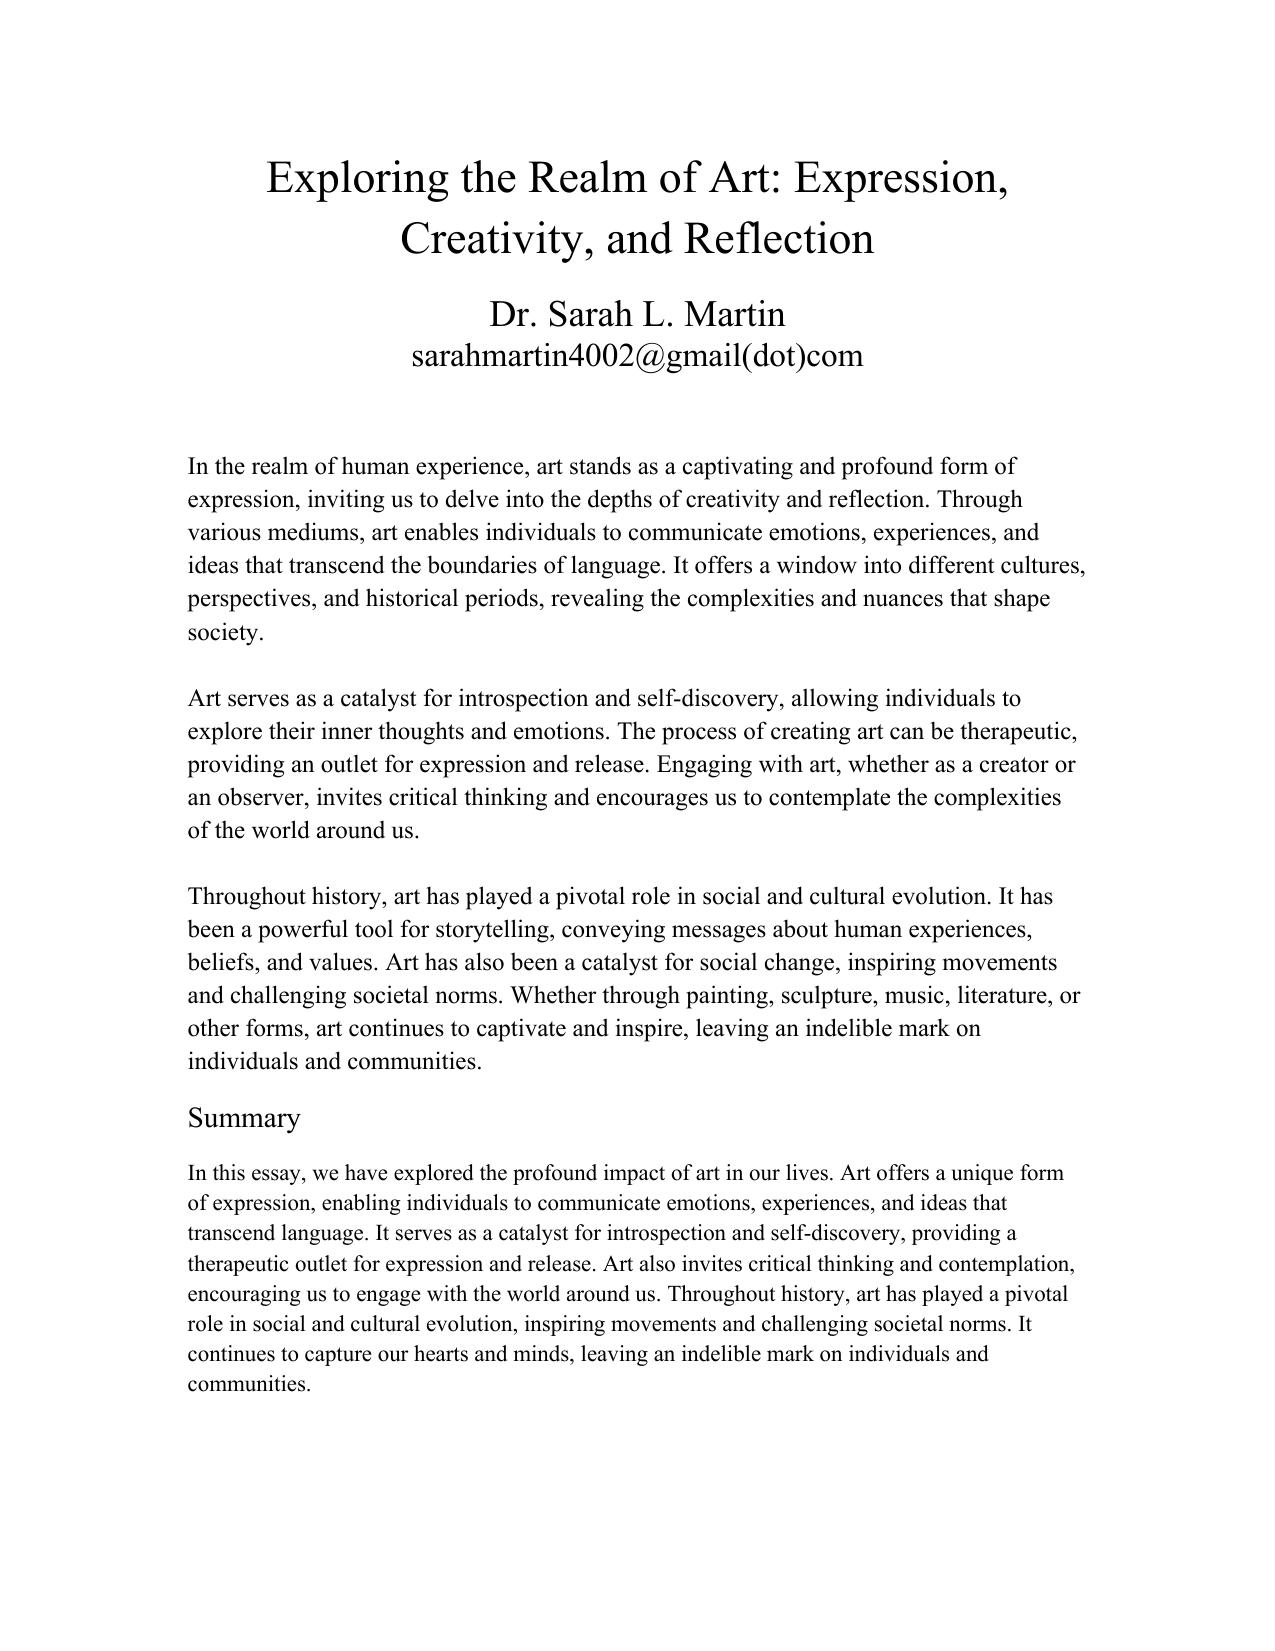 Exploring the Realm of Art: Expression,
Creativity, and Reflection
Dr. Sarah L. Martin
sarahmartin4002@gmail(dot)com
In the realm of human experience, art stands as a captivating and profound form of
expression, inviting us to delve into the depths of creativity and reflection. Through
various mediums, art enables individuals to communicate emotions, experiences, and
ideas that transcend the boundaries of language. It offers a window into different cultures,
perspectives, and historical periods, revealing the complexities and nuances that shape
society.
Art serves as a catalyst for introspection and self-discovery, allowing individuals to
explore their inner thoughts and emotions. The process of creating art can be therapeutic,
providing an outlet for expression and release. Engaging with art, whether as a creator or
an observer, invites critical thinking and encourages us to contemplate the complexities
of the world around us.
Throughout history, art has played a pivotal role in social and cultural evolution. It has
been a powerful tool for storytelling, conveying messages about human experiences,
beliefs, and values. Art has also been a catalyst for social change, inspiring movements
and challenging societal norms. Whether through painting, sculpture, music, literature, or
other forms, art continues to captivate and inspire, leaving an indelible mark on
individuals and communities.
Summary
In this essay, we have explored the profound impact of art in our lives. Art offers a unique form
of expression, enabling individuals to communicate emotions, experiences, and ideas that
transcend language. It serves as a catalyst for introspection and self-discovery, providing a
therapeutic outlet for expression and release. Art also invites critical thinking and contemplation,
encouraging us to engage with the world around us. Throughout history, art has played a pivotal
role in social and cultural evolution, inspiring movements and challenging societal norms. It
continues to capture our hearts and minds, leaving an indelible mark on individuals and
communities.